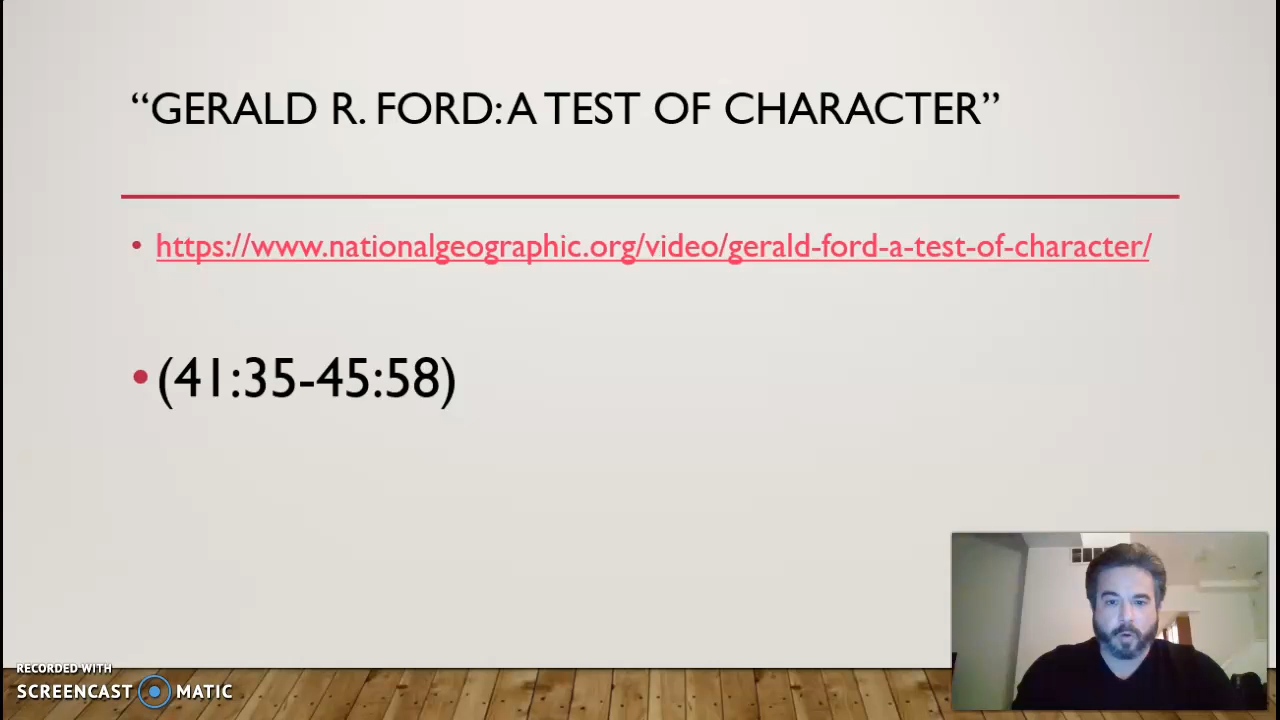 “GERALD R. FORD: A TEST OF CHARACTER”
• https://www.nationalgeographic.org/video/gerald-ford-a-test-of-character/
• (41:35-45:58)
RECORDED WITH
SCREENCAST MATIC